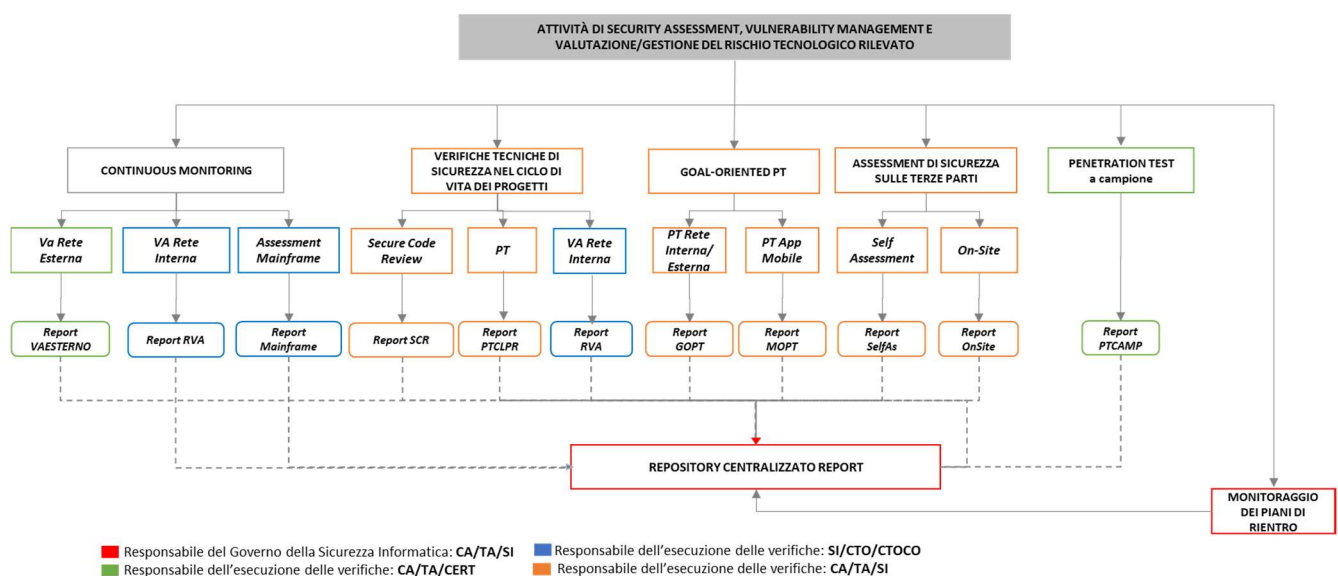 ATTIVITÀ DI SECURITY ASSESSMENT, VULNERABILITY MANAGEMENT E
VALUTAZIONE/GESTIONE DEL RISCHIO TECNOLOGICO RILEVATO
CONTINUOUS MONITORING
VERIFICHE TECNICHE DI
SICUREZZA NEL CICLO DI
VITA DEI PROGETTI
GOAL-ORIENTED PT
ASSESSMENT DI SICUREZZA
SULLE TERZE PARTI
PENETRATION TEST
a campione
Va Rete
Esterna
VA Rete
Interna
Assessment
Mainframe
Secure Code
Review
PT
VA Rete
Interna
PT Rete
Interna/
Esterna
PT App
Mobile
Self
Assessment
On-Site
Report
VAESTERNO
Report RVA
Report
Mainframe
Report SCR
Report
PTCLPR
Report
RVA
Report
GOPT
Report
MOPT
Report
SelfAs
Report
OnSite
Report
PTCAMP
REPOSITORY CENTRALIZZATO REPORT
MONITORAGGIO
DEI PIANI DI
RIENTRO
Responsabile del Governo della Sicurezza Informatica: CA/TA/SI
Responsabile dell'esecuzione delle verifiche: SI/CTO/CTOCO
Responsabile dell'esecuzione delle verifiche: CA/TA/CERT
Responsabile dell'esecuzione delle verifiche: CA/TA/SI